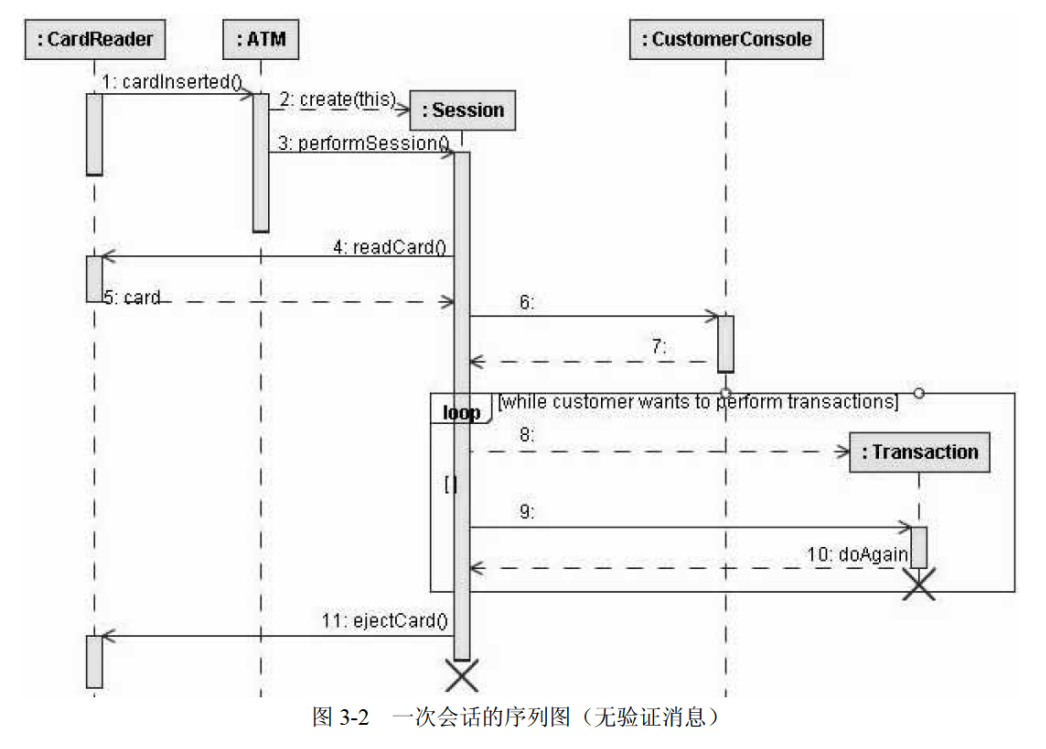 : CardReader
: ATM
: CustomerConsole
1: cardInserted()
2: create(this)
: Session
3: performSession()
4: readCard()
5: card
6:
7:
loop
[while customer wants to perform transactions]
8:
: Transaction
[]
9:
10: doAgain
11: ejectCard()
图 3-2 一次会话的序列图（无验证消息）